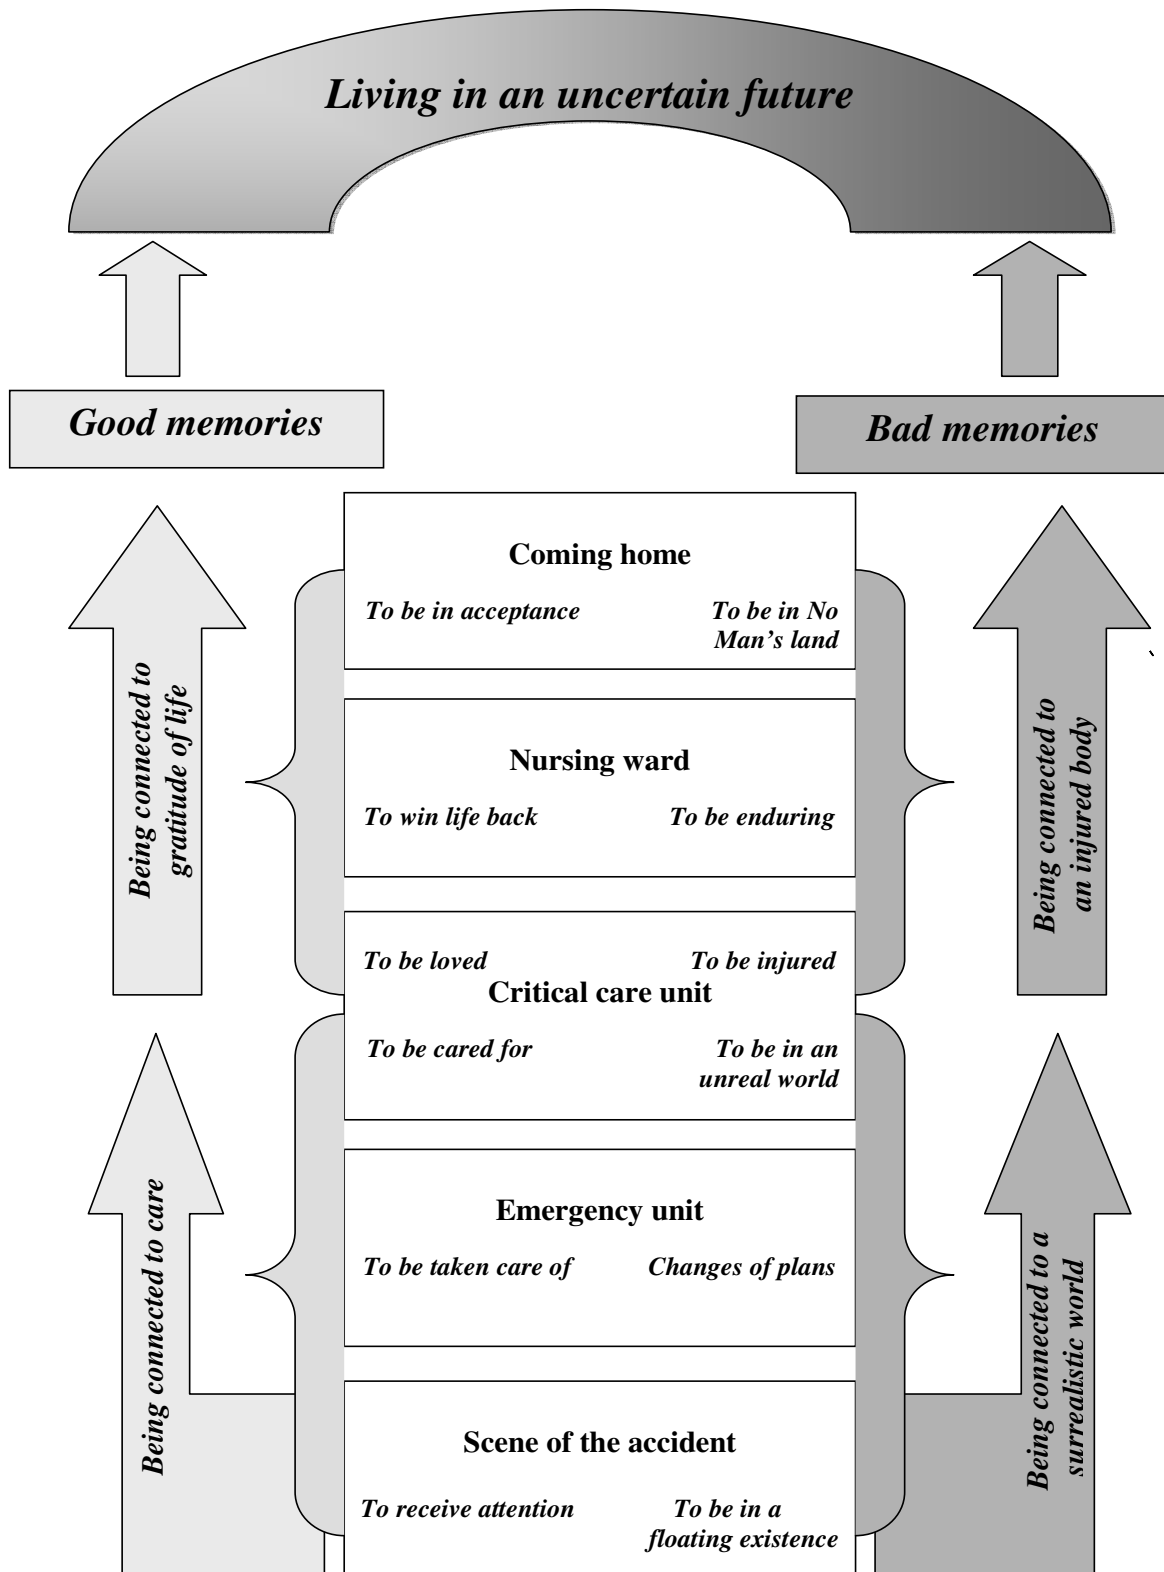 Living in an uncertain future
Good memories
Bad memories
Coming home
To be in acceptance
To be in No
Man's land
Being connected to
gratitude of life
Being connected to
an injured body
Nursing ward
To win life back
To be enduring
To be loved
To be injured
Critical care unit
To be cared for
To be in an
unreal world
Being connected to care
Being connected to a
surrealistic world
Emergency unit
To be taken care of
Changes of plans
Scene of the accident
To receive attention
To be in a
floating existence